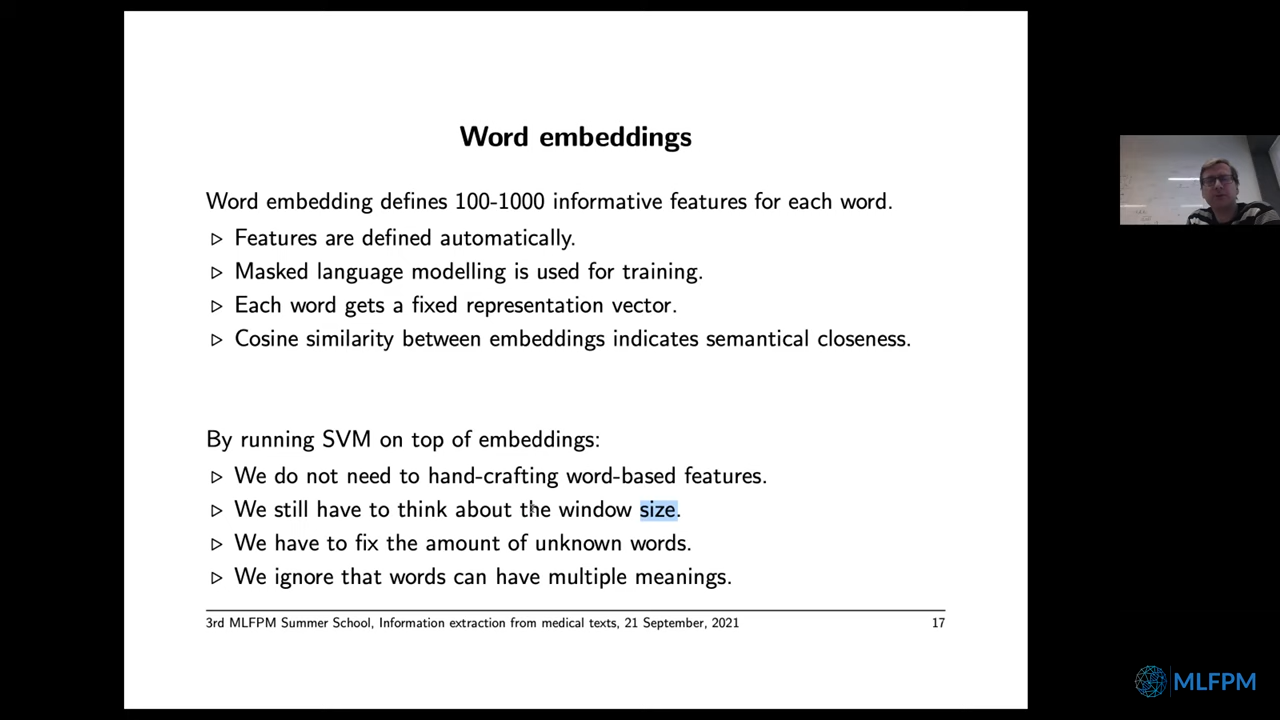 Word embeddings
Word embedding defines 100-1000 informative features for each word.
▷ Features are defined automatically.
▷ Masked language modelling is used for training.
▷ Each word gets a fixed representation vector.
▷ Cosine similarity between embeddings indicates semantical closeness.
By running SVM on top of embeddings:
▷ We do not need to hand-crafting word-based features.
▷ We still have to think about the window size.
▷ We have to fix the amount of unknown words.
▷ We ignore that words can have multiple meanings.
3rd MLFPM Summer School, Information extraction from medical texts, 21 September, 2021 17
MLFPM